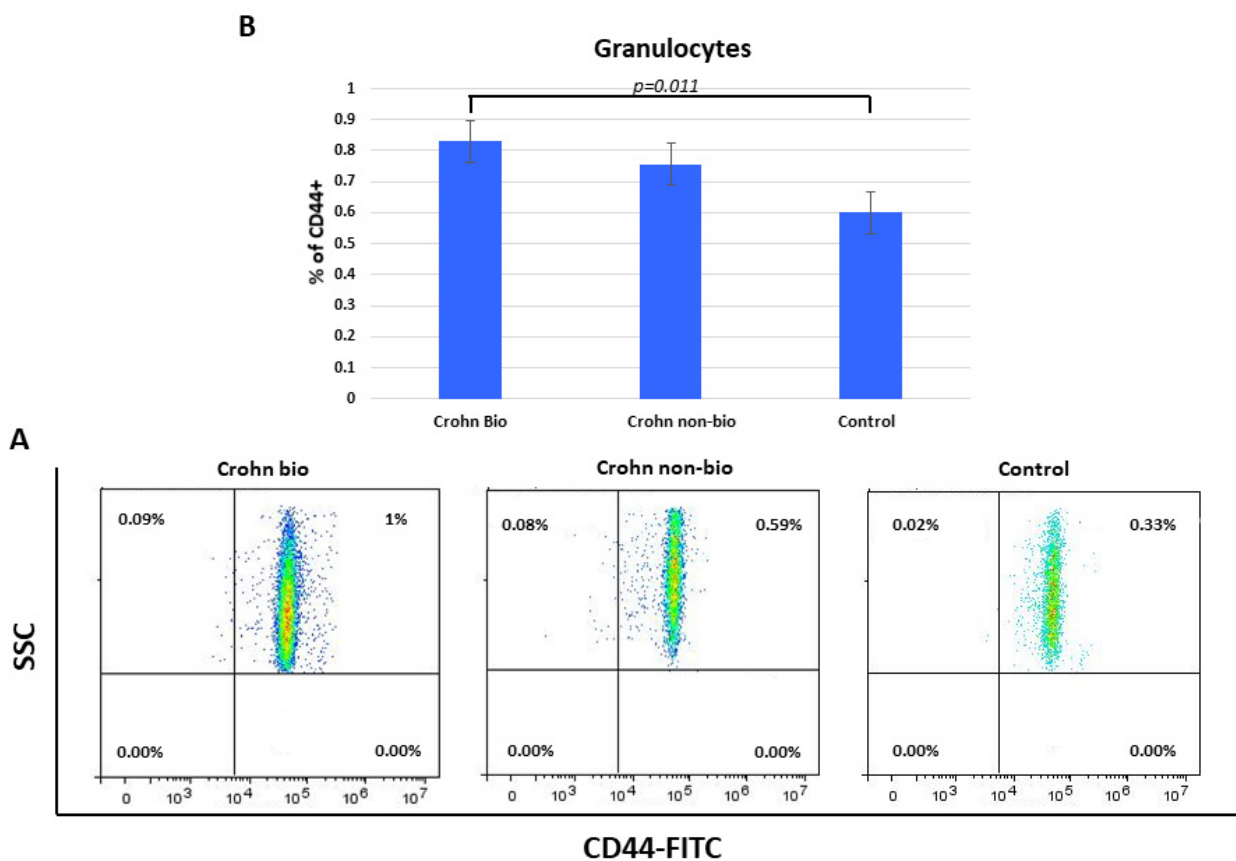 B
Granulocytes
p=0.011
% of CD44+
1
0.9
0.8
0.7
0.6
0.5
0.4
0.3
0.2
0.1
0
Crohn Bio Crohn non-bio Control
A
Crohn bio Crohn non-bio Control
0.09% 1% 0.08% 0.59% 0.02% 0.33%
SSC
0.00% 0.00% 0.00% 0.00% 0.00% 0.00%
0 10³ 10⁴ 10⁵ 10⁶ 10⁷ 0 10³ 10⁴ 10⁵ 10⁶ 10⁷ 0 10³ 10⁴ 10⁵ 10⁶ 10⁷
CD44-FITC